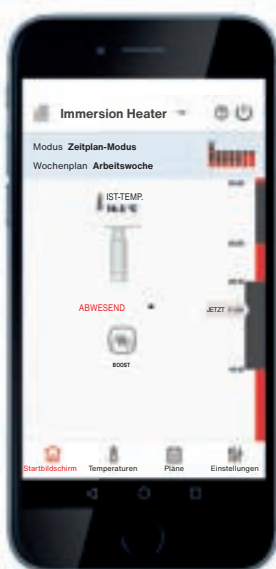 Immersion Heater
Modus Zeitplan-Modus
Wochenplan Arbeitswoche
IST-TEMP.
ABWESEND
JETZT
BOOST
Startbildschirm Temperaturen Pläne Einstellungen